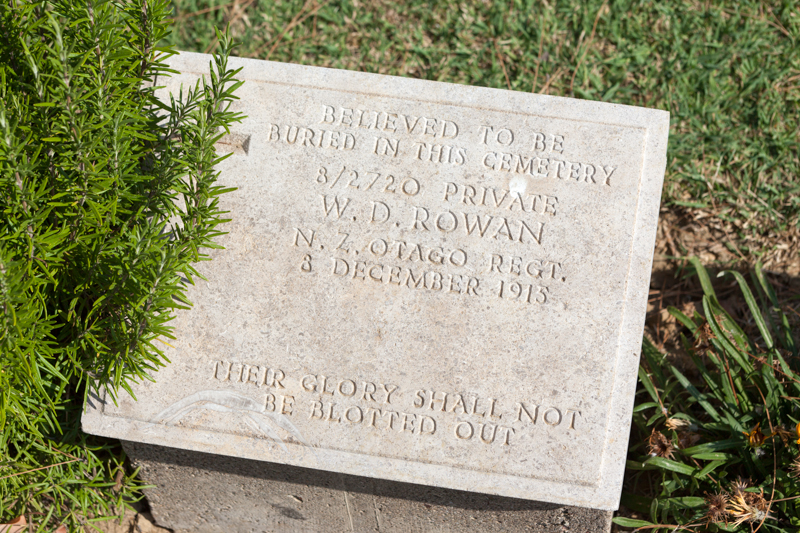 BELIEVED TO BE
BURIED IN THIS CEMETERY
8/2720 PRIVATE
W. D. ROWAN
N. Z. OTAGO REGT.
8 DECEMBER 1915
THEIR GLORY SHALL NOT
BE BLOTTED OUT